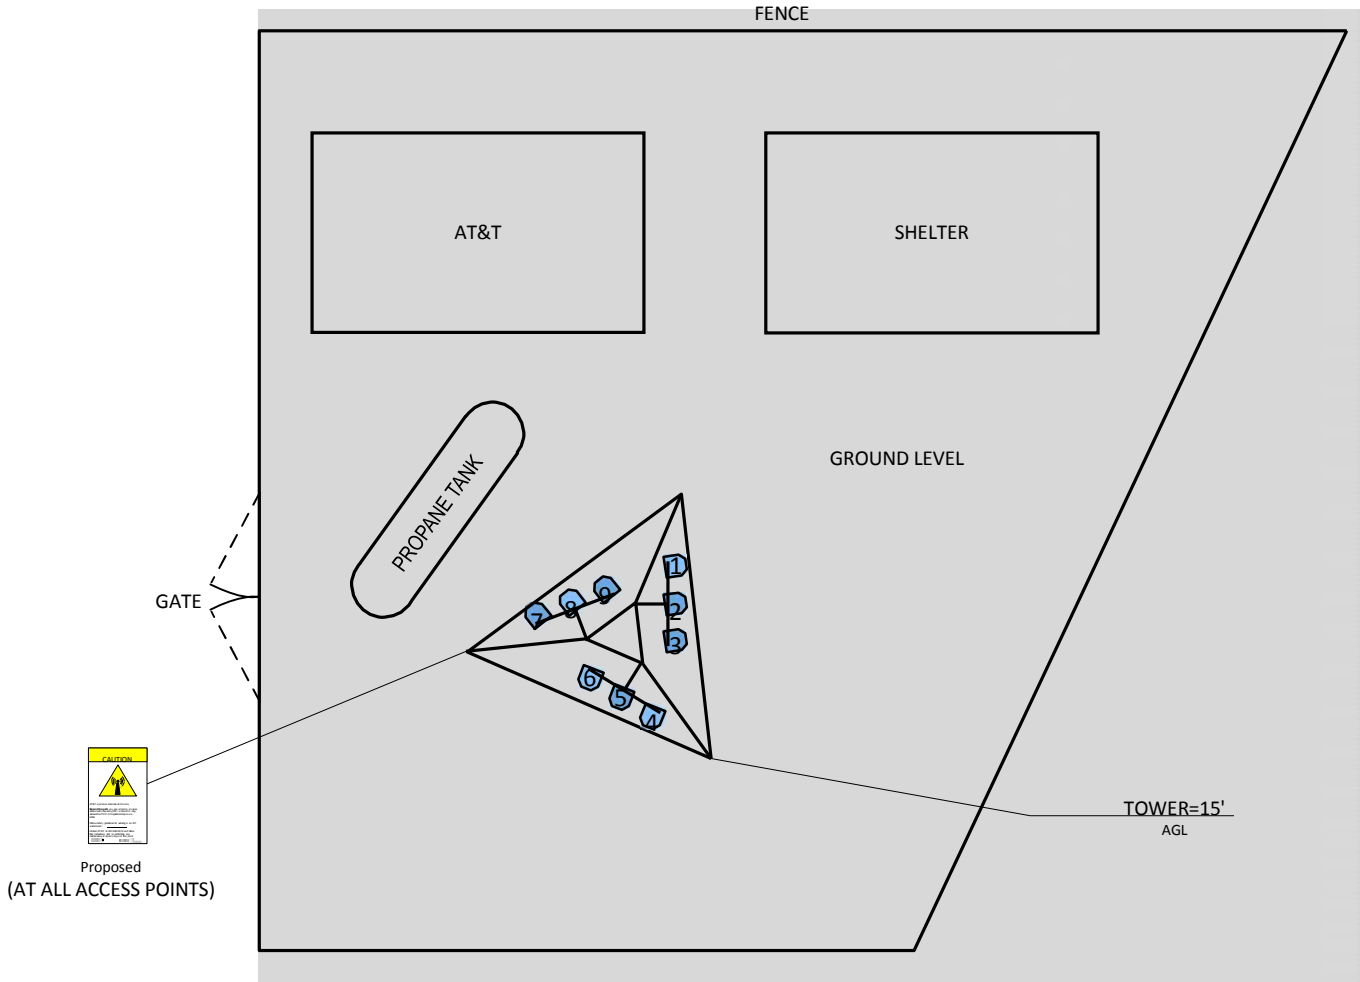 FENCE
AT&T
SHELTER
PROPANE TANK
GROUND LEVEL
1
9
8
2
7
3
GATE
6
5
4
CAUTION
TOWER=15'
AGL
Proposed
(AT ALL ACCESS POINTS)